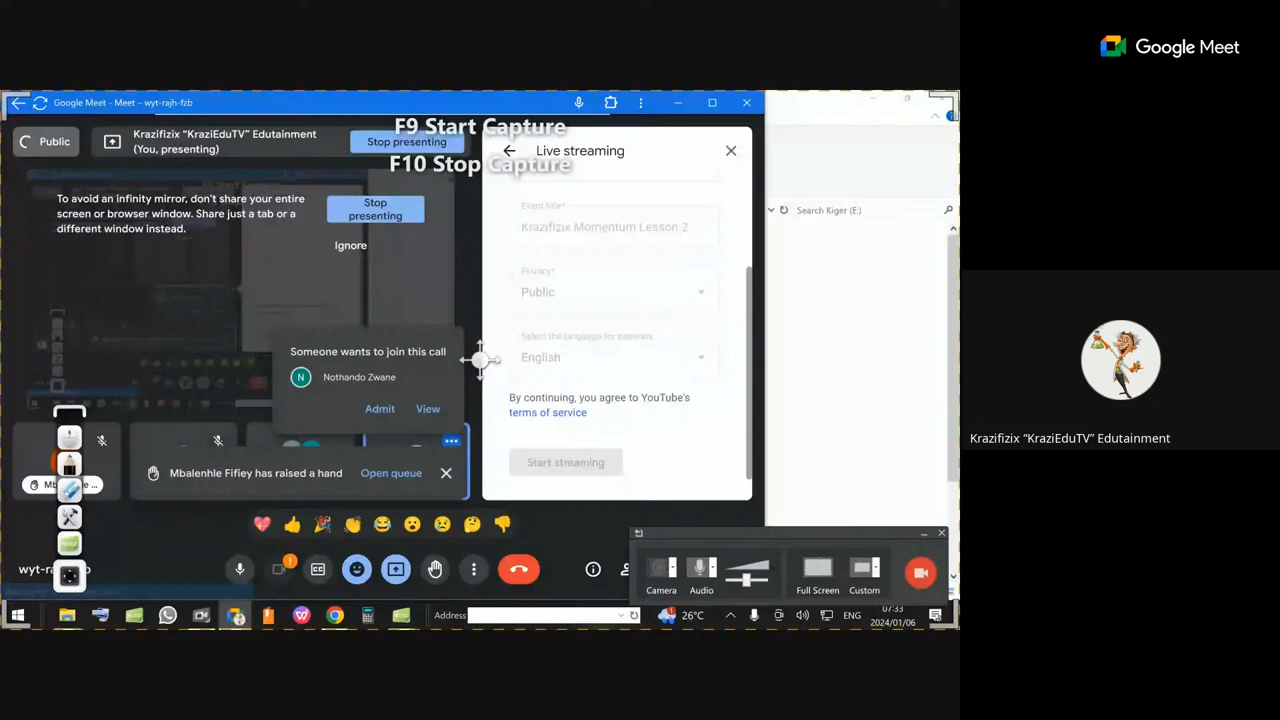 Google Meet
Google Meet - Meet – wyt-rajh-fzb
F9 Start Capture
F10 Stop Capture
Public
Krazifizix “KraziEduTV” Edutainment
(You, presenting)
Stop presenting
Live streaming
To avoid an infinity mirror, don't share your entire
screen or browser window. Share just a tab or a
different window instead.
Stop
presenting
Ignore
Event title*
Krazifizix Momentum Lesson 2
Privacy*
Public
Select the language for captions.
English
By continuing, you agree to YouTube's
terms of service
Start streaming
Search Kiger (E:)
Someone wants to join this call
N
Nothando Zwane
Admit
View
Mbalenhle Fifiey has raised a hand
Open queue
Krazifizix “KraziEduTV” Edutainment
Camera
Audio
Full Screen
Custom
Address
26°C
ENG
07:33
2024/01/06